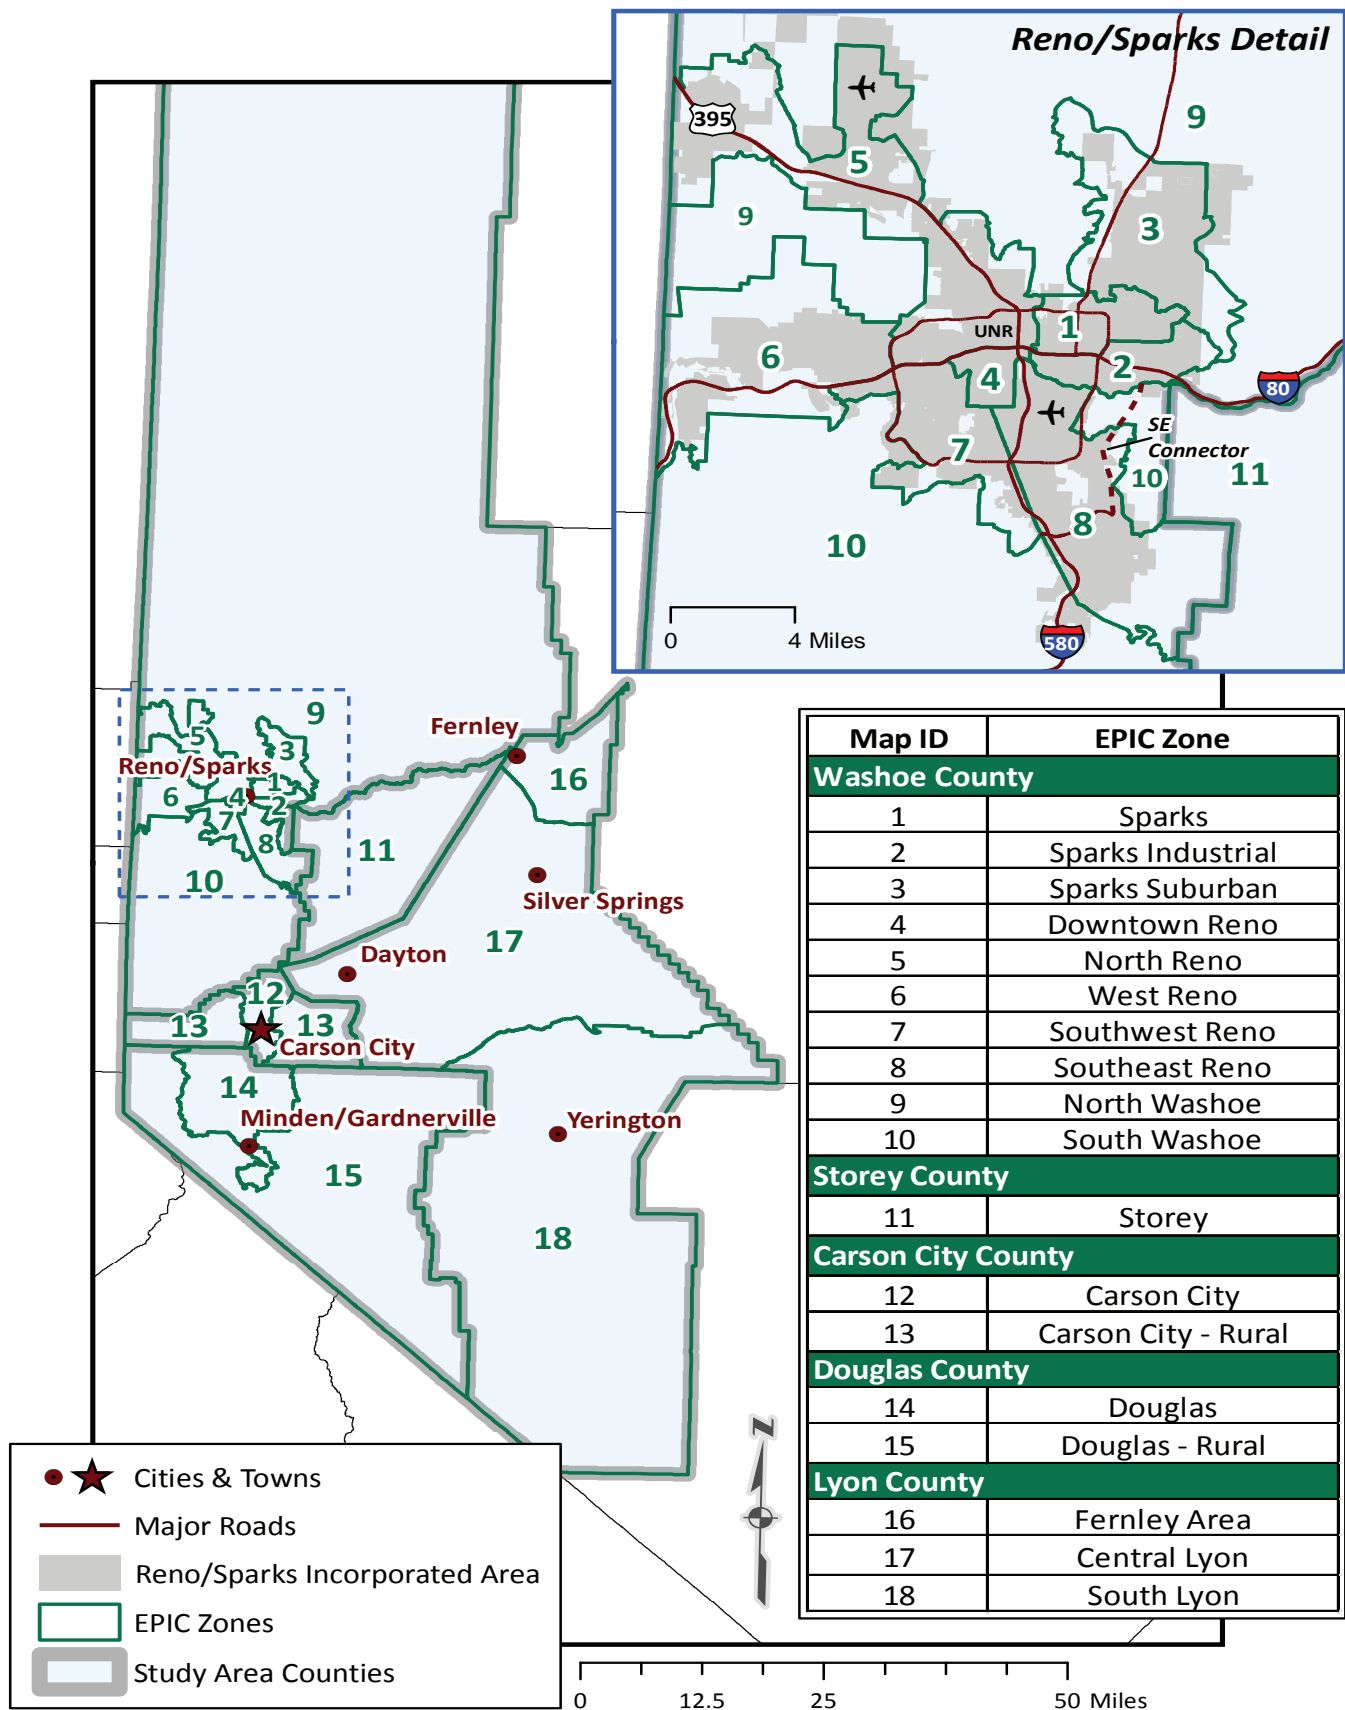 Reno/Sparks Detail
395
9
5
9
3
UNR
1
6
4
2
80
SE
Connector
7
10
11
8
10
0
4 Miles
580
9
5
3
Reno/Sparks
1
6
4
2
7
8
10
11
Fernley
16
Silver Springs
17
Dayton
12
13
13
Carson City
14
Minden/Gardnerville
Yerington
15
18
Map ID EPIC Zone
Washoe County
1 Sparks
2 Sparks Industrial
3 Sparks Suburban
4 Downtown Reno
5 North Reno
6 West Reno
7 Southwest Reno
8 Southeast Reno
9 North Washoe
10 South Washoe
Storey County
11 Storey
Carson City County
12 Carson City
13 Carson City - Rural
Douglas County
14 Douglas
15 Douglas - Rural
Lyon County
16 Fernley Area
17 Central Lyon
18 South Lyon
N
Cities & Towns
Major Roads
Reno/Sparks Incorporated Area
EPIC Zones
Study Area Counties
0 12.5 25 50 Miles